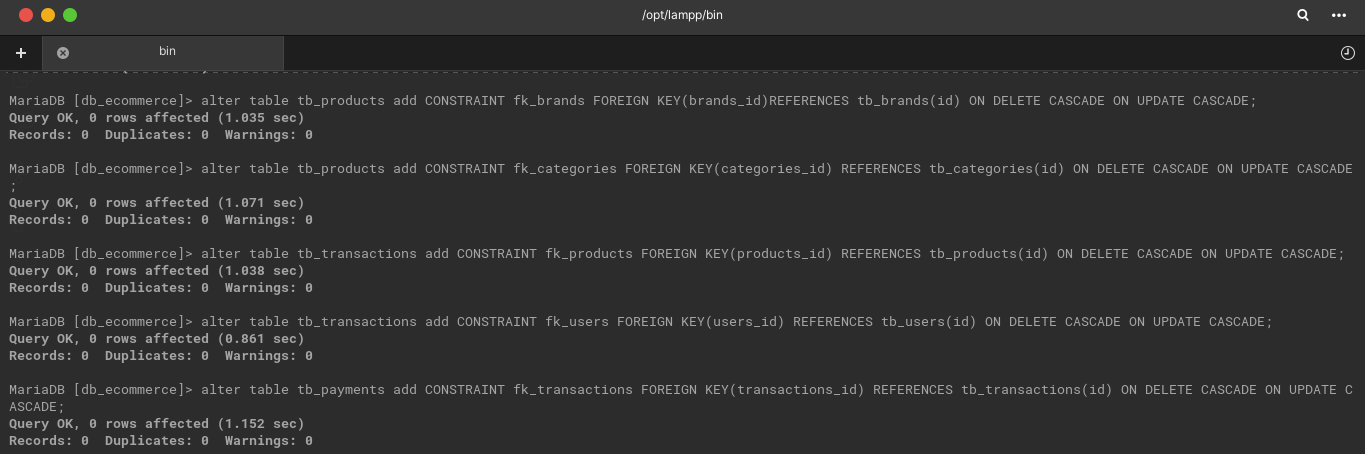 /opt/lampp/bin
bin
MariaDB [db_ecommerce]> alter table tb_products add CONSTRAINT fk_brands FOREIGN KEY(brands_id)REFERENCES tb_brands(id) ON DELETE CASCADE ON UPDATE CASCADE;
Query OK, 0 rows affected (1.035 sec)
Records: 0  Duplicates: 0  Warnings: 0
MariaDB [db_ecommerce]> alter table tb_products add CONSTRAINT fk_categories FOREIGN KEY(categories_id) REFERENCES tb_categories(id) ON DELETE CASCADE ON UPDATE CASCADE
;
Query OK, 0 rows affected (1.071 sec)
Records: 0  Duplicates: 0  Warnings: 0
MariaDB [db_ecommerce]> alter table tb_transactions add CONSTRAINT fk_products FOREIGN KEY(products_id) REFERENCES tb_products(id) ON DELETE CASCADE ON UPDATE CASCADE;
Query OK, 0 rows affected (1.038 sec)
Records: 0  Duplicates: 0  Warnings: 0
MariaDB [db_ecommerce]> alter table tb_transactions add CONSTRAINT fk_users FOREIGN KEY(users_id) REFERENCES tb_users(id) ON DELETE CASCADE ON UPDATE CASCADE;
Query OK, 0 rows affected (0.861 sec)
Records: 0  Duplicates: 0  Warnings: 0
MariaDB [db_ecommerce]> alter table tb_payments add CONSTRAINT fk_transactions FOREIGN KEY(transactions_id) REFERENCES tb_transactions(id) ON DELETE CASCADE ON UPDATE C
ASCADE;
Query OK, 0 rows affected (1.152 sec)
Records: 0  Duplicates: 0  Warnings: 0